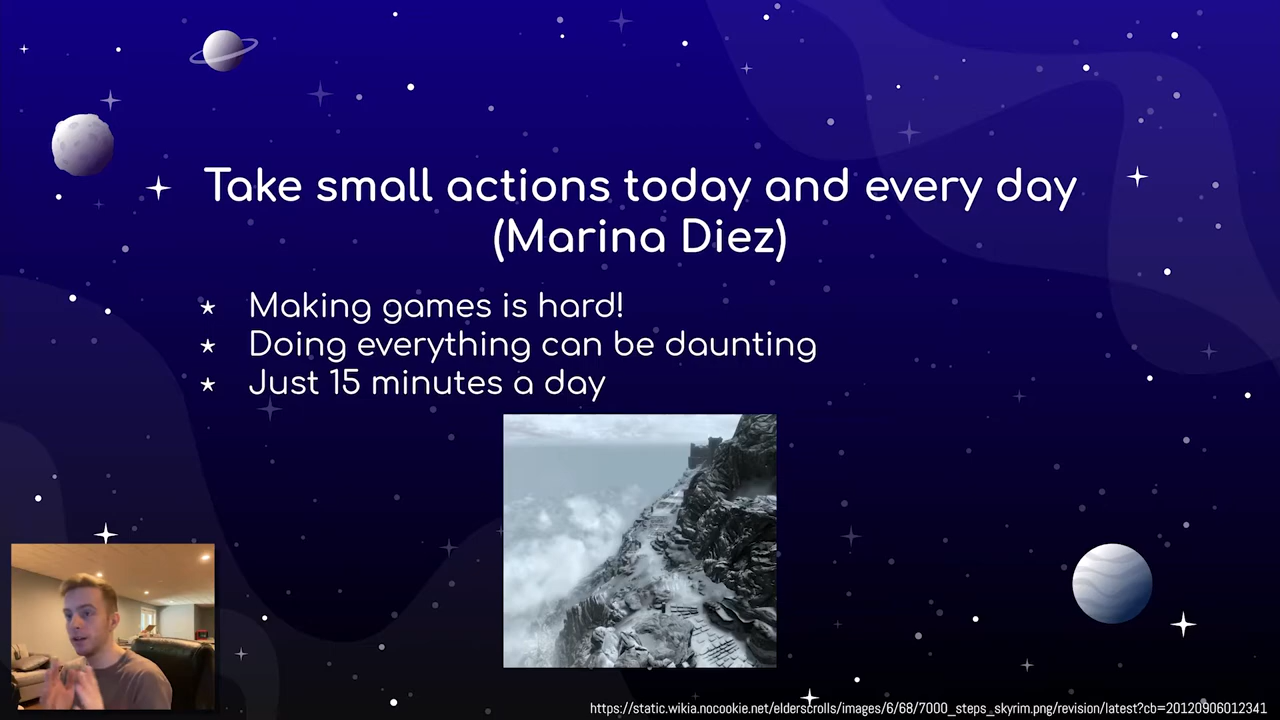 Take small actions today and every day
(Marina Diez)
★ Making games is hard!
★ Doing everything can be daunting
★ Just 15 minutes a day
https://static.wikia.nocookie.net/elderscrolls/images/6/68/7000_steps_skyrim.png/revision/latest?cb=20120906012341